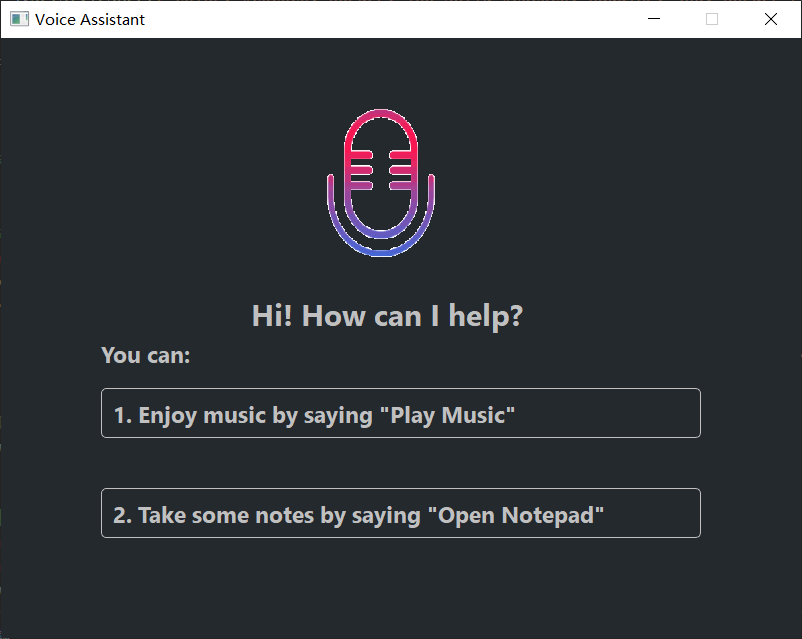 Voice Assistant
Hi! How can I help?
You can:
1. Enjoy music by saying "Play Music"
2. Take some notes by saying "Open Notepad"